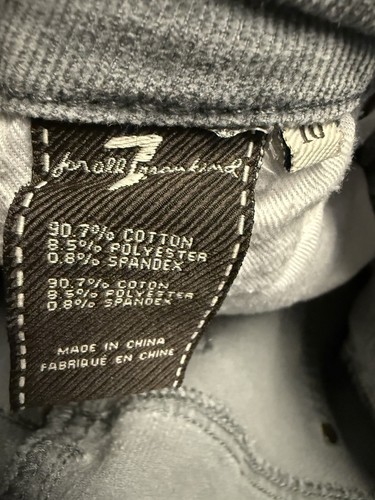 for all 7 mankind
10
90.7% COTTON
8.5% POLYESTER
0.8% SPANDEX
90.7% COTON
8.5% POLYESTER
0.8% SPANDEX
MADE IN CHINA
FABRIQUÉ EN CHINE